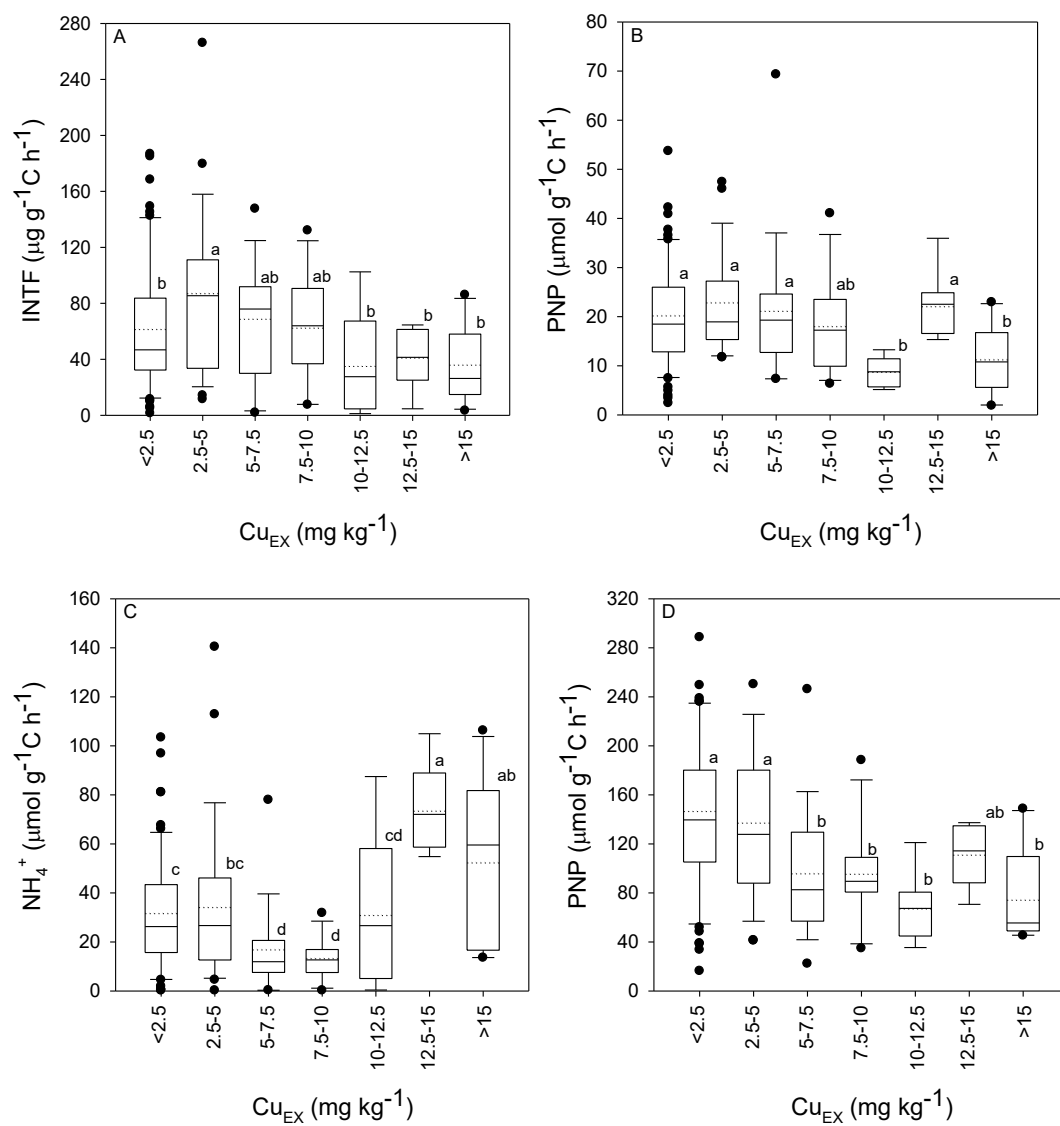 A
280
240
200
160
120
80
40
0
INTF (µg g⁻¹C h⁻¹)
b
a
ab
ab
b
b
b
<2.5
2.5-5
5-7.5
7.5-10
10-12.5
12.5-15
>15
Cu_EX (mg kg⁻¹)
B
80
70
60
50
40
30
20
10
0
PNP (µmol g⁻¹C h⁻¹)
a
a
a
ab
b
a
b
<2.5
2.5-5
5-7.5
7.5-10
10-12.5
12.5-15
>15
Cu_EX (mg kg⁻¹)
C
160
140
120
100
80
60
40
20
0
NH₄⁺ (µmol g⁻¹C h⁻¹)
c
bc
d
d
cd
a
ab
<2.5
2.5-5
5-7.5
7.5-10
10-12.5
12.5-15
>15
Cu_EX (mg kg⁻¹)
D
320
280
240
200
160
120
80
40
0
PNP (µmol g⁻¹C h⁻¹)
a
a
b
b
b
ab
b
<2.5
2.5-5
5-7.5
7.5-10
10-12.5
12.5-15
>15
Cu_EX (mg kg⁻¹)